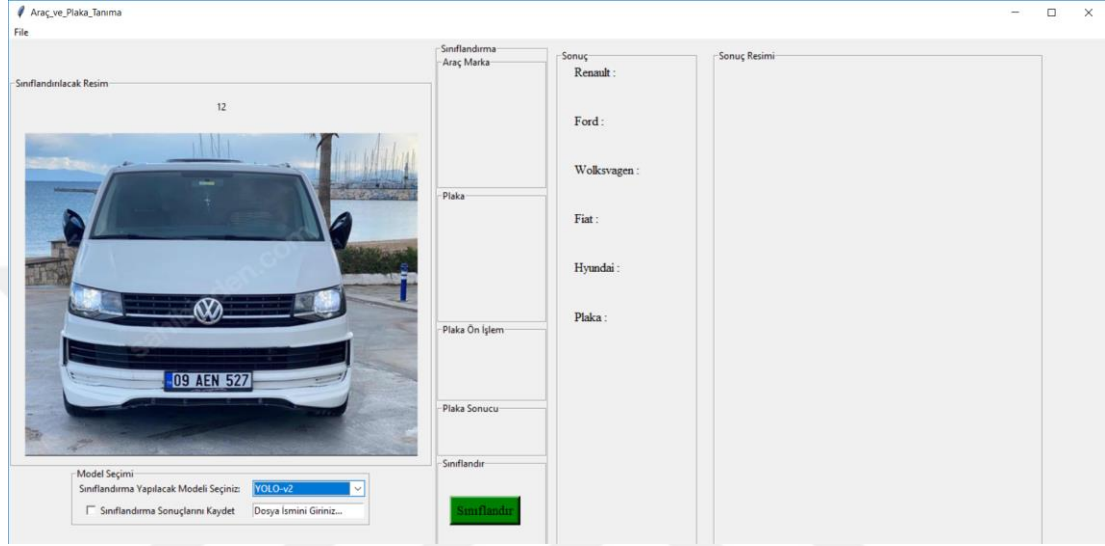 Araç_ve_Plaka_Tanıma
File
Sınıflandırılacak Resim
12
sahibinden.com
09 AEN 527
Model Seçimi
Sınıflandırma Yapılacak Modeli Seçiniz:
YOLO-v2
Sınıflandırma Sonuçlarını Kaydet
Dosya İsmini Giriniz...
Sınıflandırma
Araç Marka
Plaka
Plaka Ön İşlem
Plaka Sonucu
Sınıflandır
Sınıflandır
Sonuç
Renault :
Ford :
Wolksvagen :
Fiat :
Hyundai :
Plaka :
Sonuç Resimi